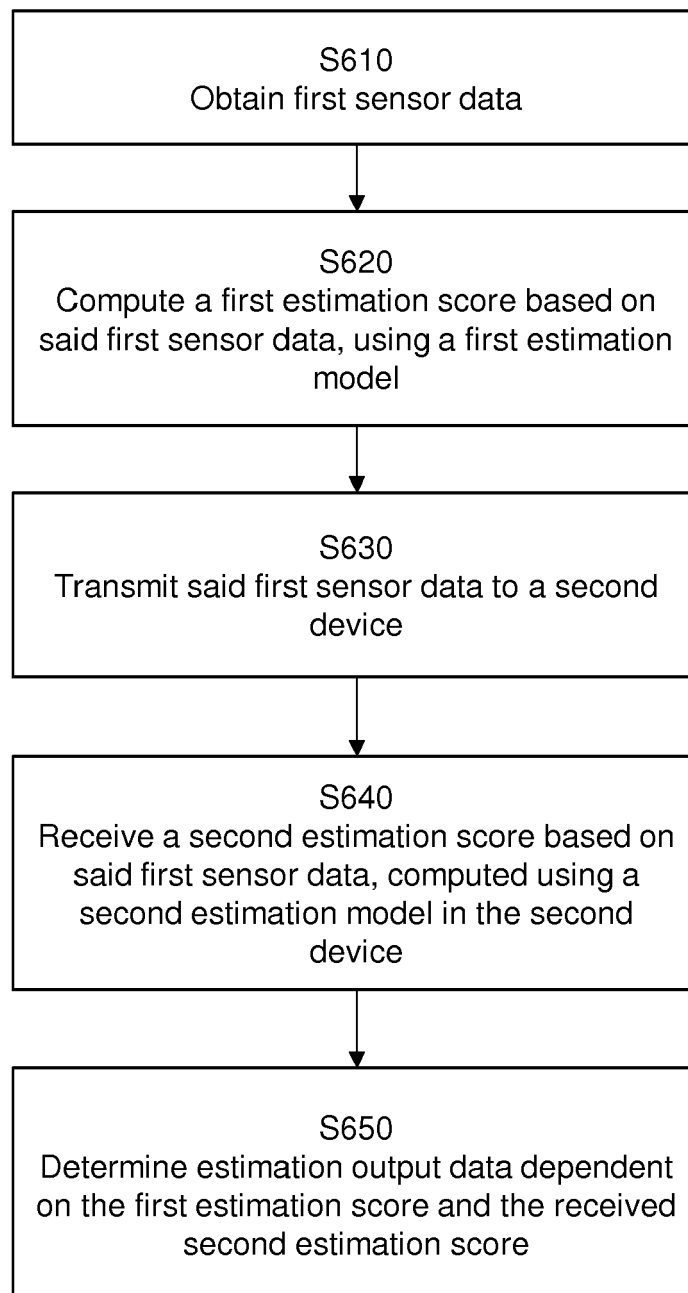 S610
Obtain first sensor data
S620
Compute a first estimation score based on
said first sensor data, using a first estimation
model
S630
Transmit said first sensor data to a second
device
S640
Receive a second estimation score based on
said first sensor data, computed using a
second estimation model in the second
device
S650
Determine estimation output data dependent
on the first estimation score and the received
second estimation score